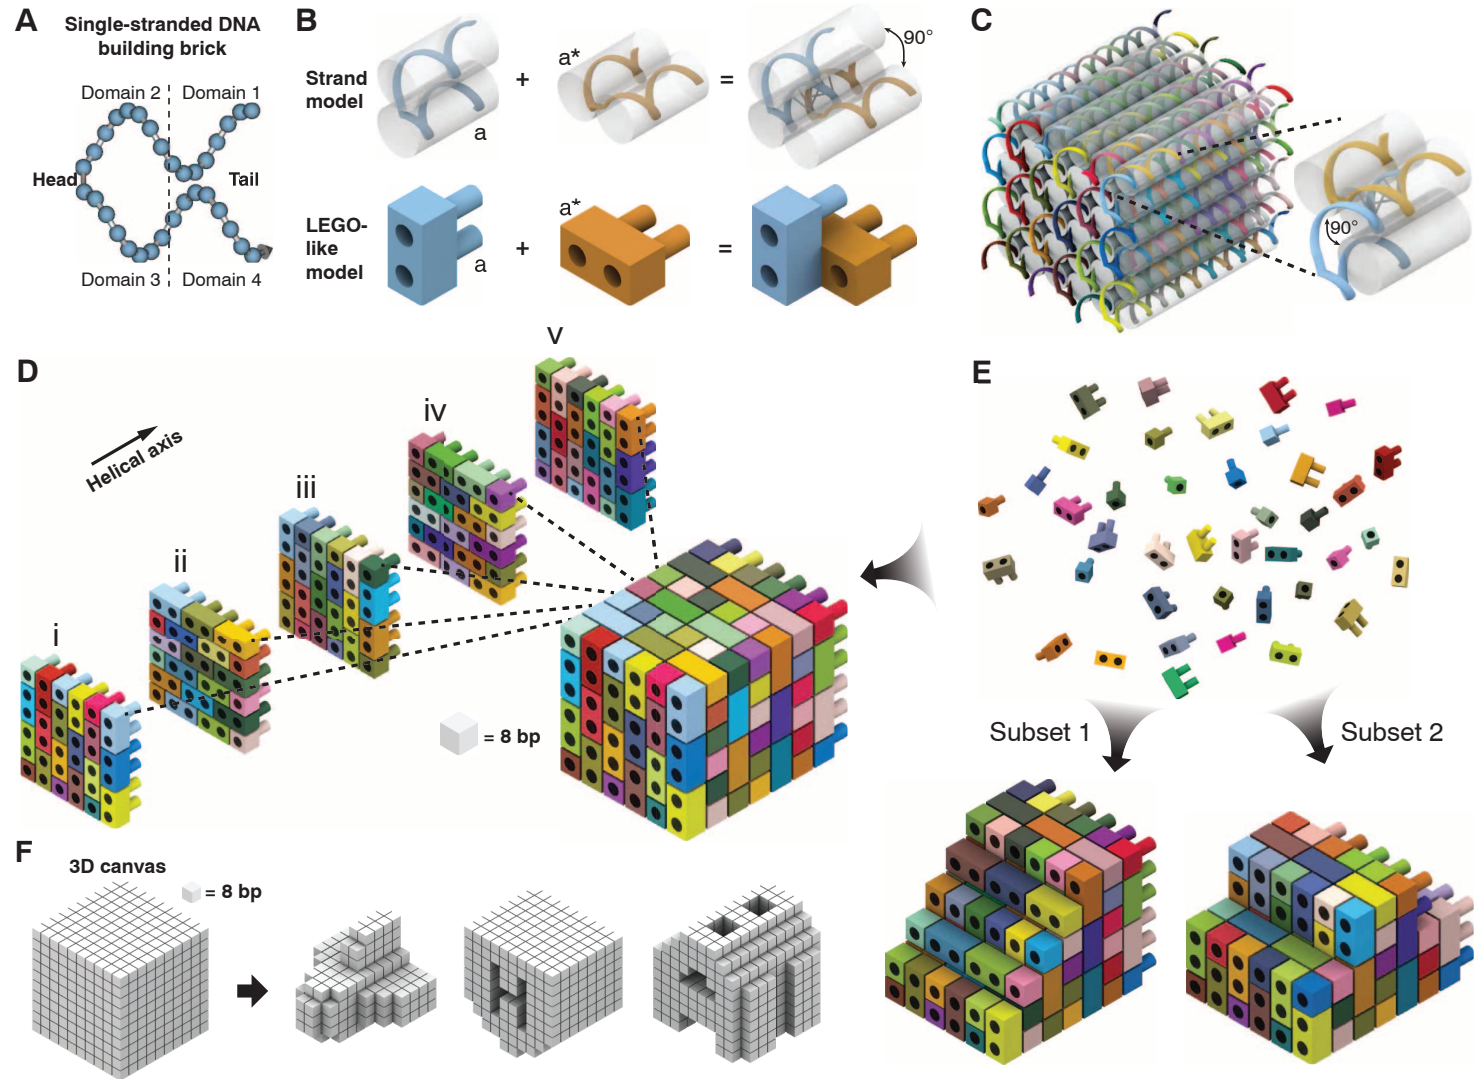 A
Single-stranded DNA
building brick
Domain 2
Domain 1
Head
Tail
Domain 3
Domain 4
B
Strand
model
a
+
a*
=
90°
LEGO-
like
model
a
+
a*
=
C
90°
D
Helical axis
i
ii
iii
iv
v
= 8 bp
E
Subset 1
Subset 2
F
3D canvas
= 8 bp